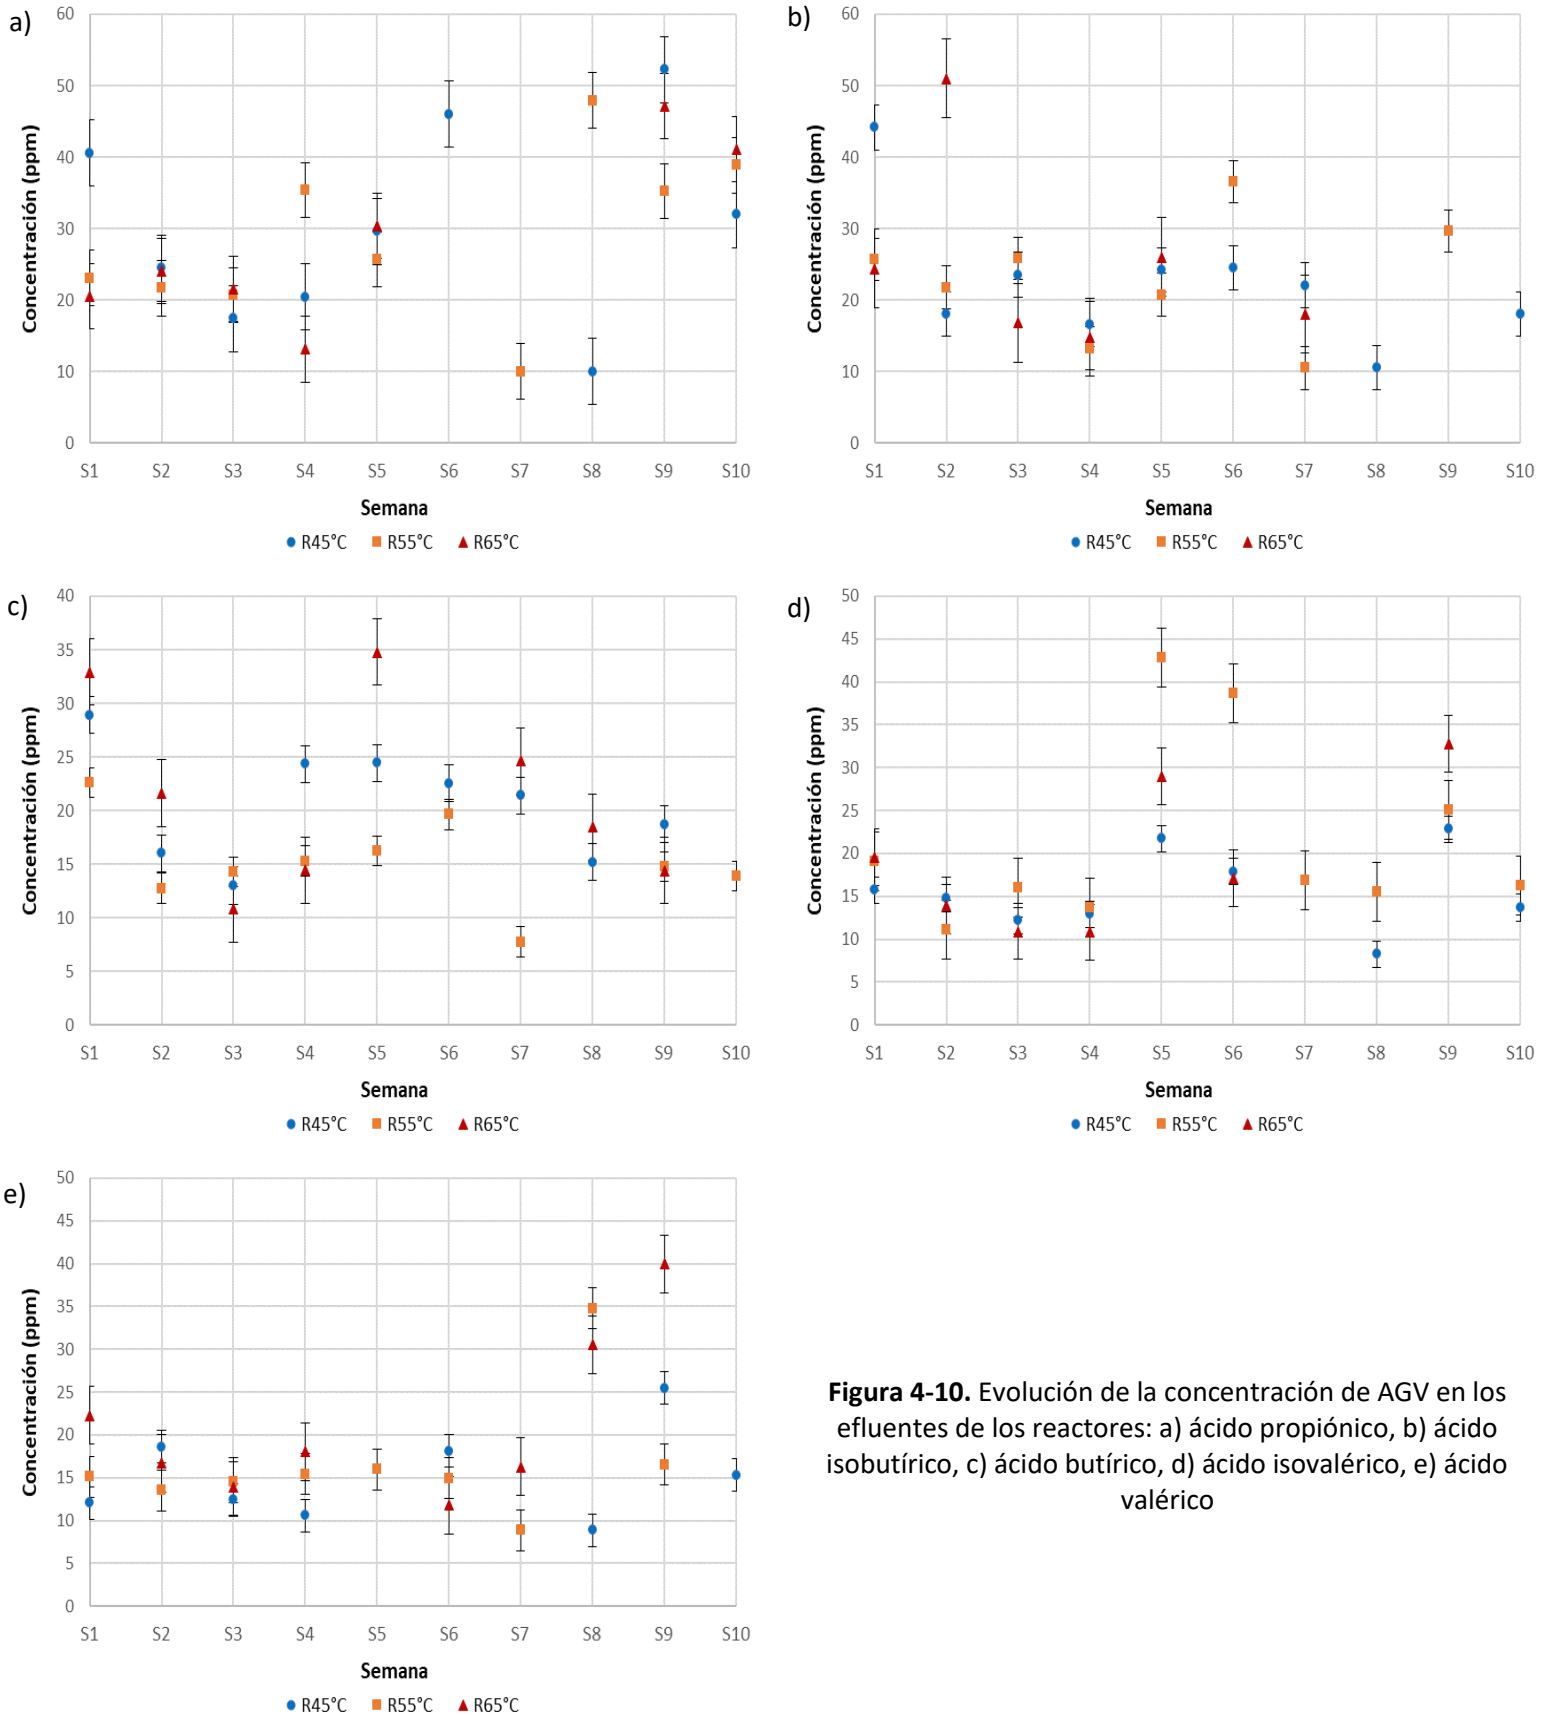 a)
60
50
40
30
20
10
0
Concentración (ppm)
S1 S2 S3 S4 S5 S6 S7 S8 S9 S10
Semana
R45°C R55°C R65°C
b)
60
50
40
30
20
10
0
Concentración (ppm)
S1 S2 S3 S4 S5 S6 S7 S8 S9 S10
Semana
R45°C R55°C R65°C
c)
40
35
30
25
20
15
10
5
0
Concentración (ppm)
S1 S2 S3 S4 S5 S6 S7 S8 S9 S10
Semana
R45°C R55°C R65°C
d)
50
45
40
35
30
25
20
15
10
5
0
Concentración (ppm)
S1 S2 S3 S4 S5 S6 S7 S8 S9 S10
Semana
R45°C R55°C R65°C
e)
50
45
40
35
30
25
20
15
10
5
0
Concentración (ppm)
S1 S2 S3 S4 S5 S6 S7 S8 S9 S10
Semana
R45°C R55°C R65°C
Figura 4-10. Evolución de la concentración de AGV en los
efluentes de los reactores: a) ácido propiónico, b) ácido
isobutírico, c) ácido butírico, d) ácido isovalérico, e) ácido
valérico